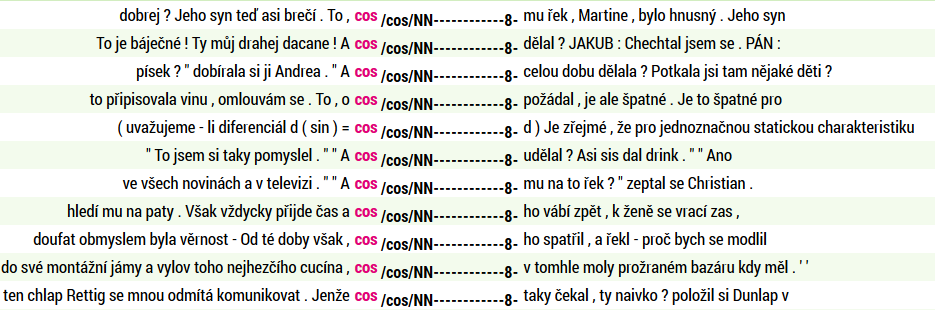 dobrej ? Jeho syn teď asi brečí . To , cos /cos/NN------------8- mu řek , Martine , bylo hnusný . Jeho syn
To je báječné ! Ty můj drahej dacane ! A cos /cos/NN------------8- dělal ? JAKUB : Chechtal jsem se . PÁN :
písek ? " dobírala si ji Andrea . " A cos /cos/NN------------8- celou dobu dělala ? Potkala jsi tam nějaké děti ?
to připisovala vinu , omlouvám se . To , o cos /cos/NN------------8- požádal , je ale špatné . Je to špatné pro
( uvažujeme - li diferenciál d ( sin ) = cos /cos/NN------------8- d ) Je zřejmé , že pro jednoznačnou statickou charakteristiku
" To jsem si taky pomyslel . " " A cos /cos/NN------------8- udělal ? Asi sis dal drink . " " Ano
ve všech novinách a v televizi . " " A cos /cos/NN------------8- mu na to řek ? " zeptal se Christian .
hledí mu na paty . Však vždycky přijde čas a cos /cos/NN------------8- ho vábí zpět , k ženě se vrací zas ,
doufat obmyslem byla věrnost - Od té doby však , cos /cos/NN------------8- ho spatřil , a řekl - proč bych se modlil
do své montážní jámy a vylov toho nejhezčího cucína , cos /cos/NN------------8- v tomhle moly prožraném bazáru kdy měl . ' '
ten chlap Rettig se mnou odmítá komunikovat . Jenže cos /cos/NN------------8- taky čekal , ty naivko ? položil si Dunlap v